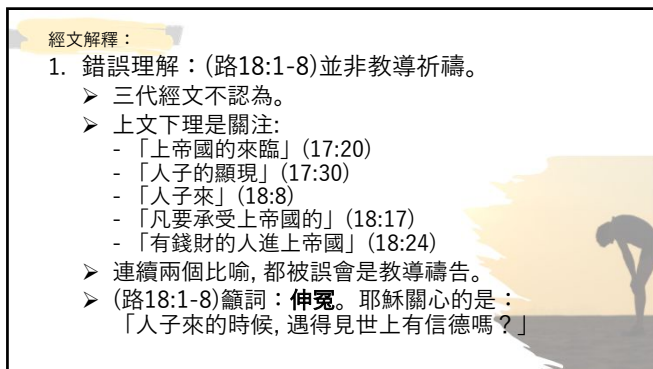 經文解釋：
1. 錯誤理解：(路18:1-8)並非教導祈禱。
➢ 三代經文不認為。
➢ 上文下理是關注:
- 「上帝國的來臨」(17:20)
- 「人子的顯現」(17:30)
- 「人子來」(18:8)
- 「凡要承受上帝國的」(18:17)
- 「有錢財的人進上帝國」(18:24)
➢ 連續兩個比喻, 都被誤會是教導禱告。
➢ (路18:1-8)籲詞：伸冤。耶穌關心的是：
「人子來的時候, 遇得見世上有信德嗎？」